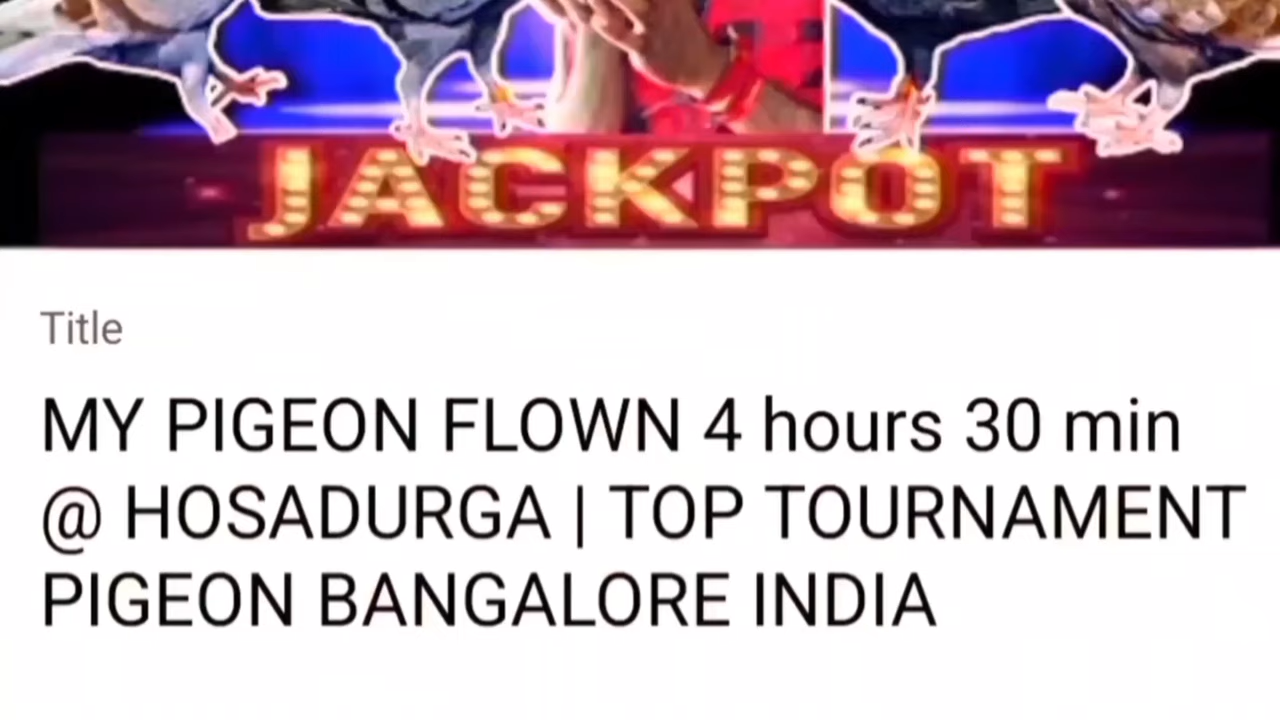 JACKPOT
Title
MY PIGEON FLOWN 4 hours 30 min
@ HOSADURGA | TOP TOURNAMENT
PIGEON BANGALORE INDIA